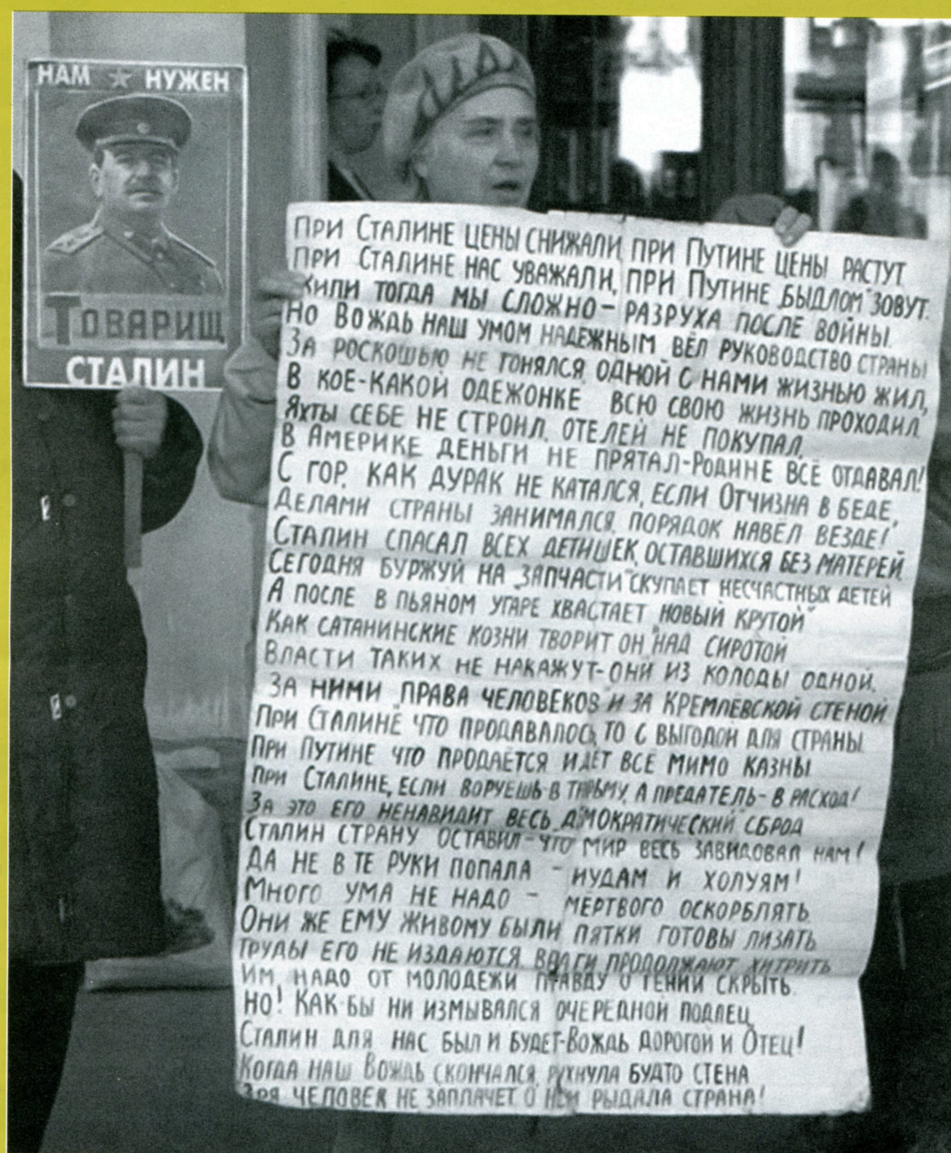 НАМ НУЖЕН
ТОВАРИЩ
СТАЛИН
ПРИ СТАЛИНЕ ЦЕНЫ СНИЖАЛИ, ПРИ ПУТИНЕ ЦЕНЫ РАСТУТ
ПРИ СТАЛИНЕ НАС УВАЖАЛИ, ПРИ ПУТИНЕ „БЫДЛОМ" ЗОВУТ.
ЖИЛИ ТОГДА МЫ СЛОЖНО – РАЗРУХА ПОСЛЕ ВОЙНЫ.
НО ВОЖДЬ НАШ УМОМ НАДЕЖНЫМ ВЁЛ РУКОВОДСТВО СТРАНЫ
ЗА РОСКОШЬЮ НЕ ГОНЯЛСЯ, ОДНОЙ С НАМИ ЖИЗНЬЮ ЖИЛ,
В КОЕ-КАКОЙ ОДЕЖОНКЕ ВСЮ СВОЮ ЖИЗНЬ ПРОХОДИЛ.
ЯХТЫ СЕБЕ НЕ СТРОИЛ, ОТЕЛЕЙ НЕ ПОКУПАЛ,
В АМЕРИКЕ ДЕНЬГИ НЕ ПРЯТАЛ-РОДИНЕ ВСЁ ОТДАВАЛ!
С ГОР, КАК ДУРАК НЕ КАТАЛСЯ, ЕСЛИ ОТЧИЗНА В БЕДЕ,
ДЕЛАМИ СТРАНЫ ЗАНИМАЛСЯ, ПОРЯДОК НАВЁЛ ВЕЗДЕ!
СТАЛИН СПАСАЛ ВСЕХ ДЕТИШЕК, ОСТАВШИХСЯ БЕЗ МАТЕРЕЙ
СЕГОДНЯ БУРЖУЙ НА „ЗАПЧАСТИ" СКУПАЕТ НЕСЧАСТНЫХ ДЕТЕЙ
А ПОСЛЕ В ПЬЯНОМ УГАРЕ ХВАСТАЕТ „НОВЫЙ КРУТОЙ"
КАК САТАНИНСКИЕ КОЗНИ ТВОРИТ ОН НАД СИРОТОЙ
ВЛАСТИ ТАКИХ НЕ НАКАЖУТ-ОНИ ИЗ КОЛОДЫ ОДНОЙ.
ЗА НИМИ „ПРАВА ЧЕЛОВЕКОВ" И ЗА КРЕМЛЕВСКОЙ СТЕНОЙ
ПРИ СТАЛИНЕ ЧТО ПРОДАВАЛОСЬ, ТО С ВЫГОДОЙ ДЛЯ СТРАНЫ
ПРИ ПУТИНЕ ЧТО ПРОДАЁТСЯ ИДЁТ ВСЁ МИМО КАЗНЫ
ПРИ СТАЛИНЕ, ЕСЛИ ВОРУЕШЬ-В ТЮРЬМУ, А ПРЕДАТЕЛЬ-В РАСХОД!
ЗА ЭТО ЕГО НЕНАВИДИТ ВЕСЬ „ДЕМОКРАТИЧЕСКИЙ" СБРОД
СТАЛИН СТРАНУ ОСТАВИЛ-ЧТО МИР ВЕСЬ ЗАВИДОВАЛ НАМ!
ДА НЕ В ТЕ РУКИ ПОПАЛА – ИУДАМ И ХОЛУЯМ!
МНОГО УМА НЕ НАДО – МЁРТВОГО ОСКОРБЛЯТЬ.
ОНИ ЖЕ ЕМУ ЖИВОМУ БЫЛИ ПЯТКИ ГОТОВЫ ЛИЗАТЬ
ТРУДЫ ЕГО НЕ ИЗДАЮТСЯ, ВРАГИ ПРОДОЛЖАЮТ ХИТРИТЬ
ИМ НАДО ОТ МОЛОДЕЖИ ПРАВДУ О ГЕНИИ СКРЫТЬ.
НО! КАК-БЫ НИ ИЗМЫВАЛСЯ ОЧЕРЕДНОЙ ПОДЛЕЦ,
СТАЛИН ДЛЯ НАС БЫЛ И БУДЕТ-ВОЖДЬ ДОРОГОЙ И ОТЕЦ!
КОГДА НАШ ВОЖДЬ СКОНЧАЛСЯ, РУХНУЛА БУДТО СТЕНА
ЗРЯ ЧЕЛОВЕК НЕ ЗАПЛАЧЕТ О НЁМ РЫДАЛА СТРАНА!